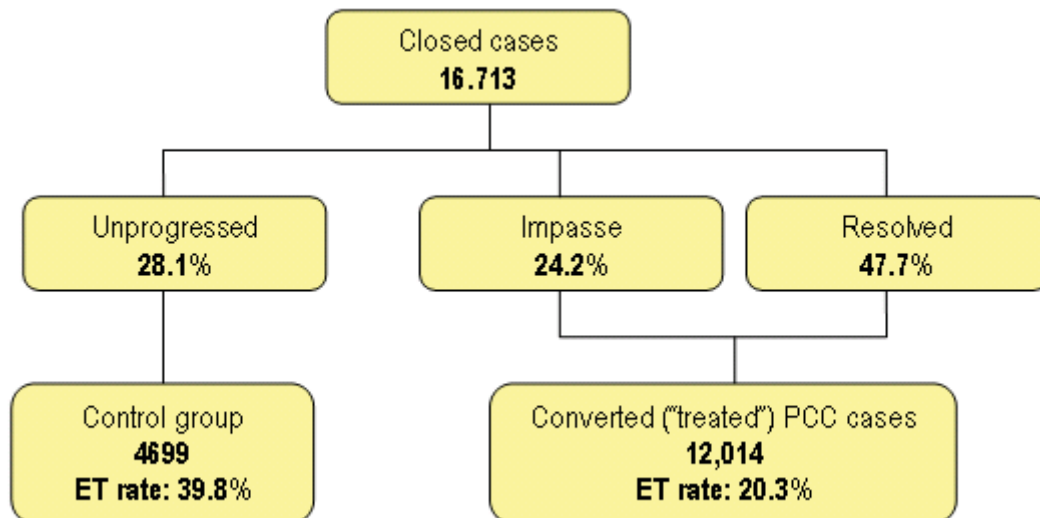 Closed cases
16.713
Unprogressed
28.1%
Impasse
24.2%
Resolved
47.7%
Control group
4699
ET rate: 39.8%
Converted ("treated") PCC cases
12,014
ET rate: 20.3%